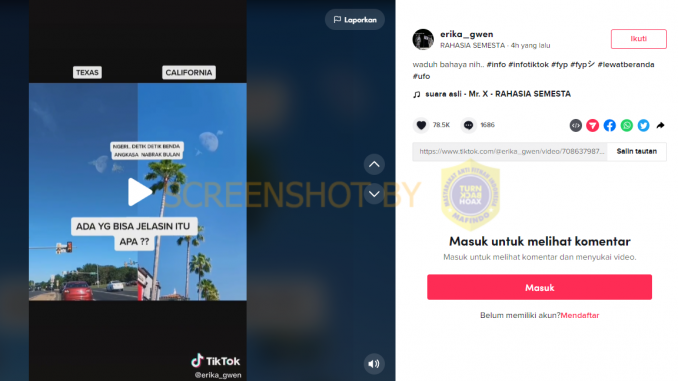 Laporkan
TEXAS
CALIFORNIA
NGERI.. DETIK DETIK BENDA
ANGKASA NABRAK BULAN
ADA YG BISA JELASIN ITU
APA ??
TikTok
@erika_gwen
SCREENSHOT BY
TURN
BACK
HOAX
MAFINDO
erika_gwen
RAHASIA SEMESTA · 4h yang lalu
Ikuti
waduh bahaya nih.. #info #infotiktok #fyp #fypシ #lewatberanda
#ufo
suara asli - Mr. X - RAHASIA SEMESTA
78.5K
1686
https://www.tiktok.com/@erika_gwen/video/708637987...
Salin tautan
Masuk untuk melihat komentar
Masuk untuk melihat komentar dan menyukai video.
Masuk
Belum memiliki akun?Mendaftar